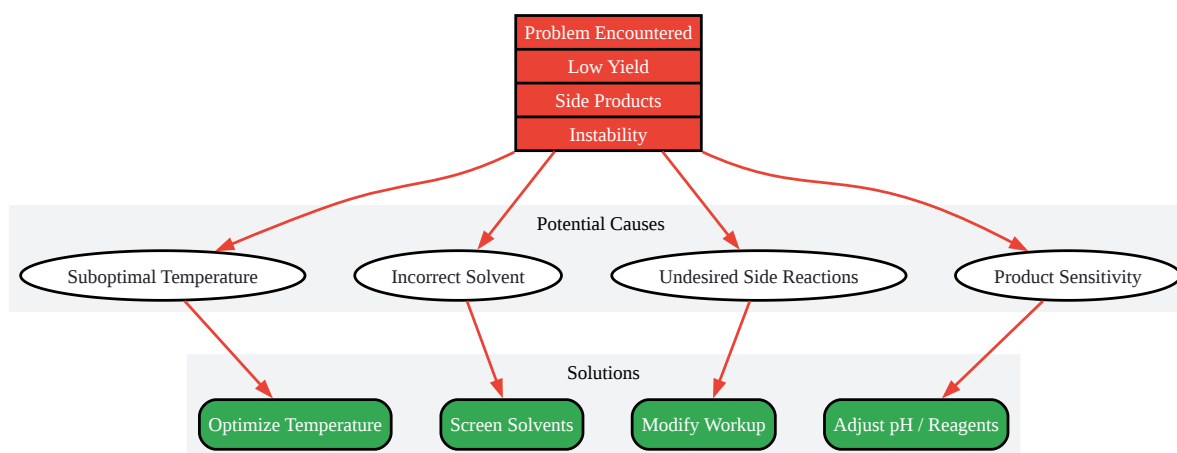 Problem Encountered
Low Yield
Side Products
Instability
Potential Causes
Suboptimal Temperature
Incorrect Solvent
Undesired Side Reactions
Product Sensitivity
Solutions
Optimize Temperature
Screen Solvents
Modify Workup
Adjust pH / Reagents